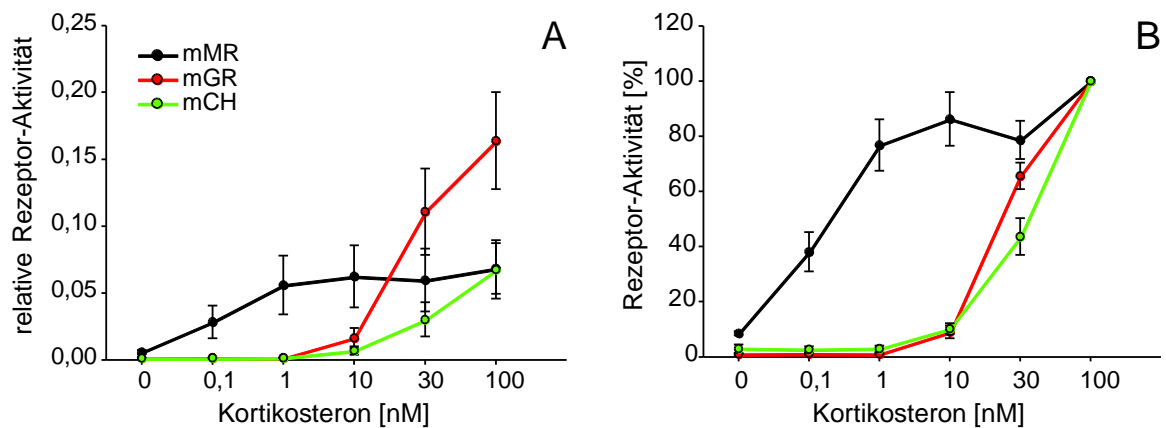 A
relative Rezeptor-Aktivität
0,25
0,20
0,15
0,10
0,05
0,00
mMR
mGR
mCH
0 0,1 1 10 30 100
Kortikosteron [nM]
B
Rezeptor-Aktivität [%]
120
100
80
60
40
20
0
0 0,1 1 10 30 100
Kortikosteron [nM]